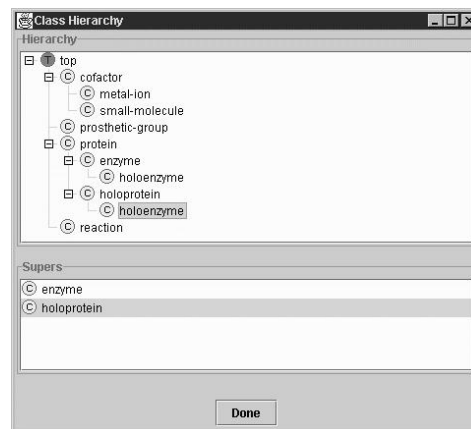 Class Hierarchy
Hierarchy
T top
C cofactor
C metal-ion
C small-molecule
C prosthetic-group
C protein
C enzyme
C holoenzyme
C holoprotein
C holoenzyme
C reaction
Supers
C enzyme
C holoprotein
Done